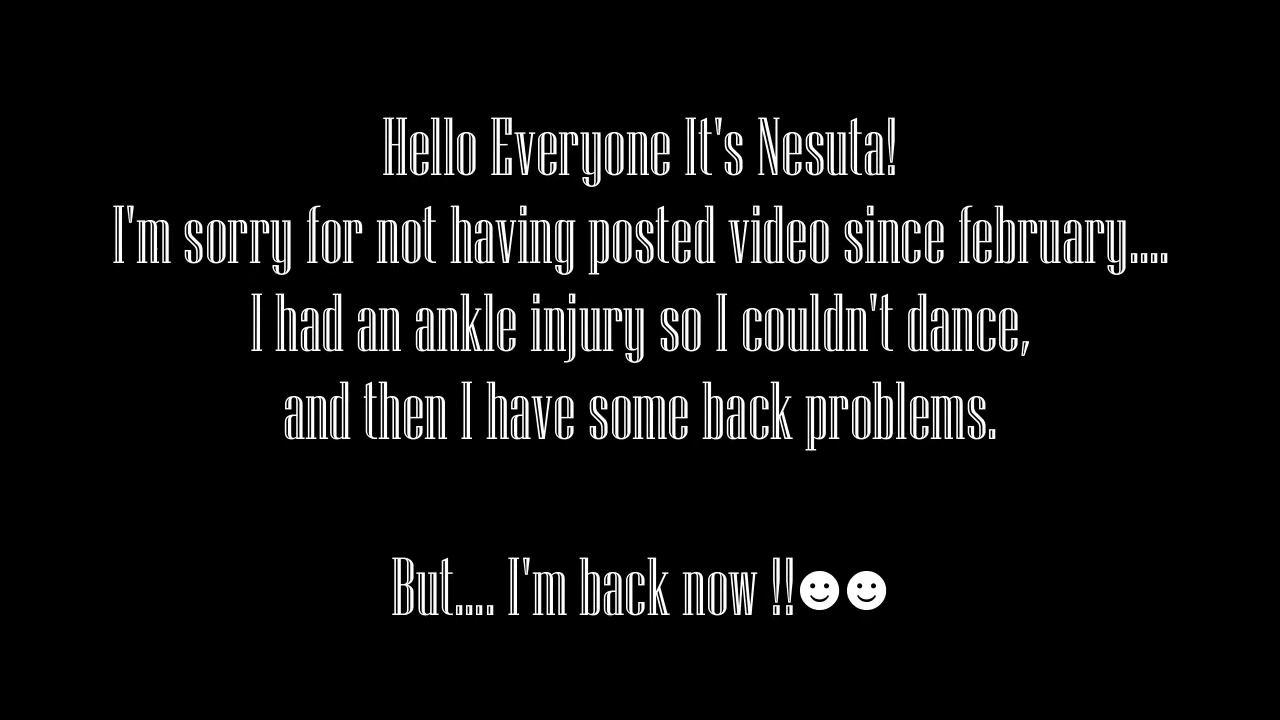 Hello Everyone It's Nesuta!
I'm sorry for not having posted video since february....
I had an ankle injury so I couldn't dance,
and then I have some back problems.
But.... I'm back now !!☻☻